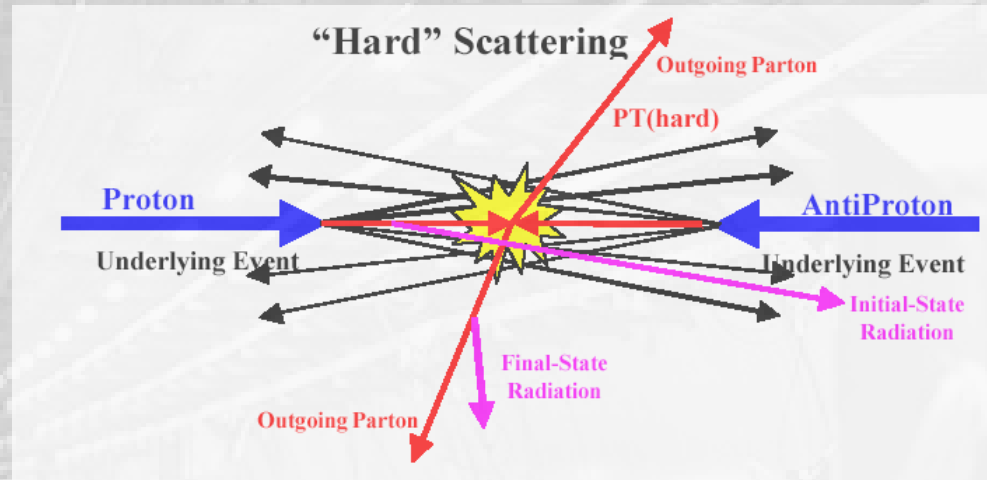 “Hard” Scattering
Outgoing Parton
PT(hard)
Proton
AntiProton
Underlying Event
Underlying Event
Initial-State
Radiation
Final-State
Radiation
Outgoing Parton